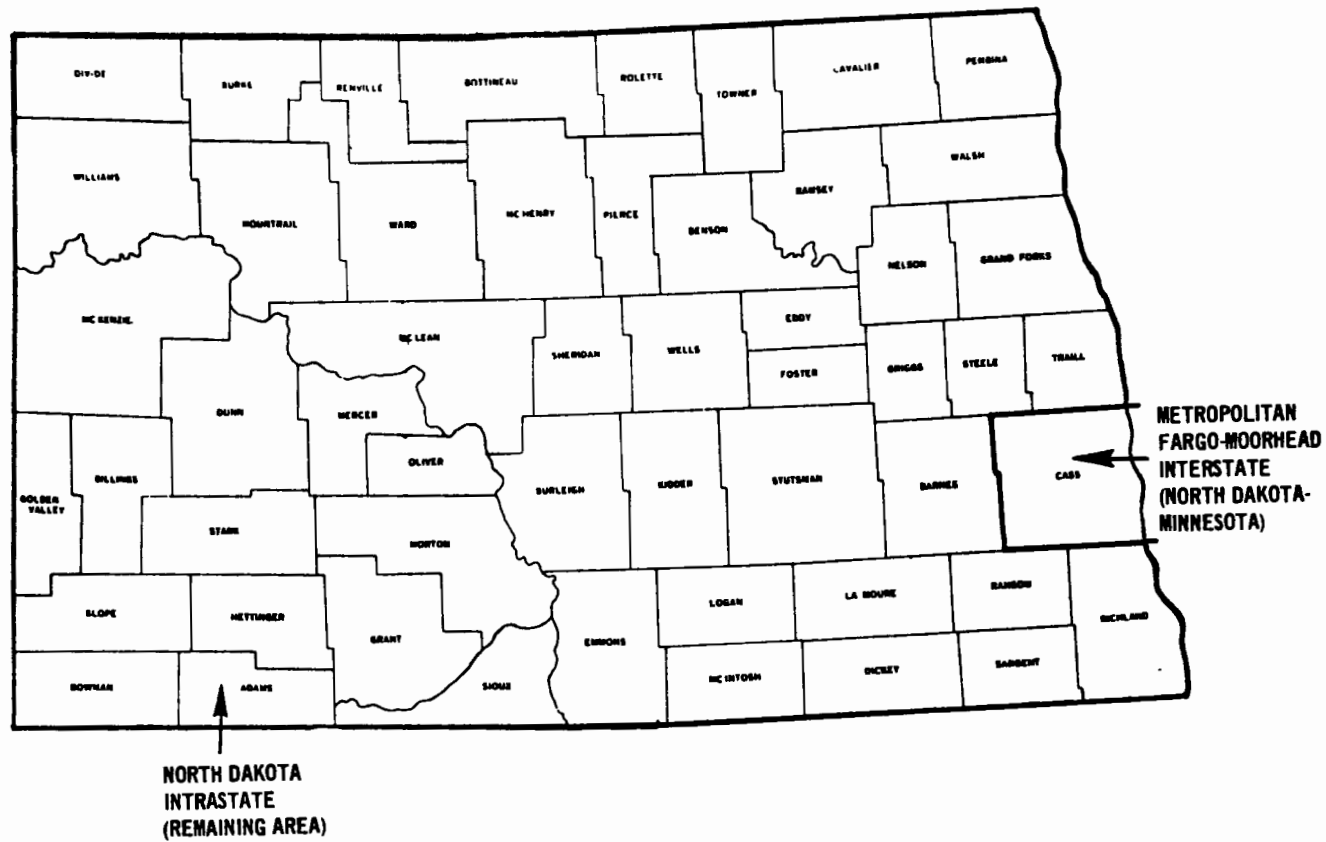 DIVIDE
BURKE
RENVILLE
BOTTINEAU
ROLETTE
TOWNER
CAVALIER
PEMBINA
WILLIAMS
MOUNTRAIL
WARD
MC HENRY
PIERCE
BENSON
RAMSEY
WALSH
NELSON
GRAND FORKS
MC KENZIE
DUNN
MC LEAN
MERCER
OLIVER
SHERIDAN
WELLS
EDDY
FOSTER
GRIGGS
STEELE
TRAILL
GOLDEN
VALLEY
BILLINGS
STARK
MORTON
BURLEIGH
KIDDER
STUTSMAN
BARNES
CASS
METROPOLITAN
FARGO-MOORHEAD
INTERSTATE
(NORTH DAKOTA-
MINNESOTA)
SLOPE
HETTINGER
GRANT
BOWMAN
ADAMS
SIOUX
EMMONS
LOGAN
LA MOURE
RANSOM
RICHLAND
MC INTOSH
DICKEY
SARGENT
NORTH DAKOTA
INTRASTATE
(REMAINING AREA)